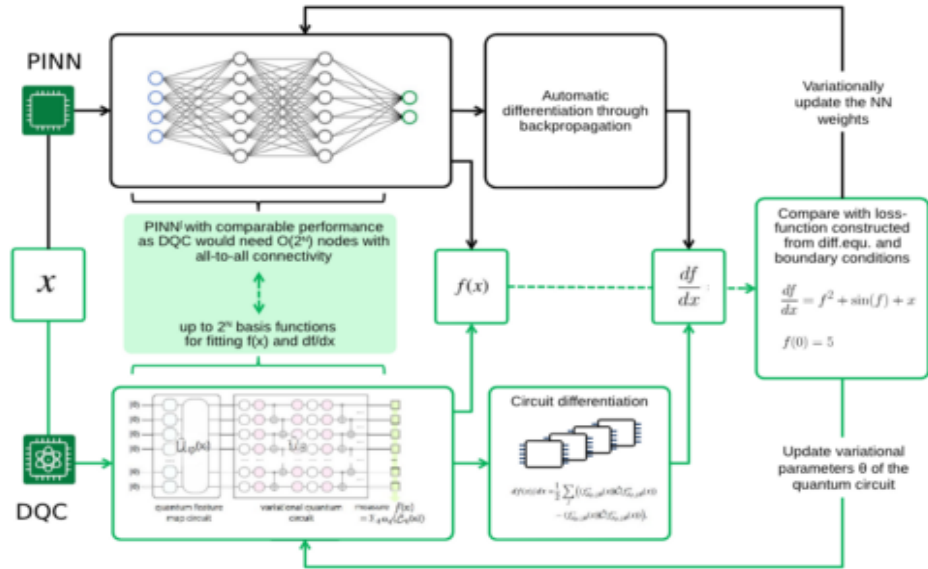 PINN
Automatic
differentiation through
backpropagation
Variationally
update the NN
weights
PINN with comparable performance
as DQC would need O(2ᴺ) nodes with
all-to-all connectivity
up to 2ᴺ basis functions
for fitting f(x) and df/dx
x
f(x)
df
dx
Compare with loss-
function constructed
from diff.equ. and
boundary conditions
df/dx = f² + sin(f) + x
f(0) = 5
DQC
quantum feature
map circuit
variational quantum
circuit
measure
Circuit differentiation
Update variational
parameters θ of the
quantum circuit